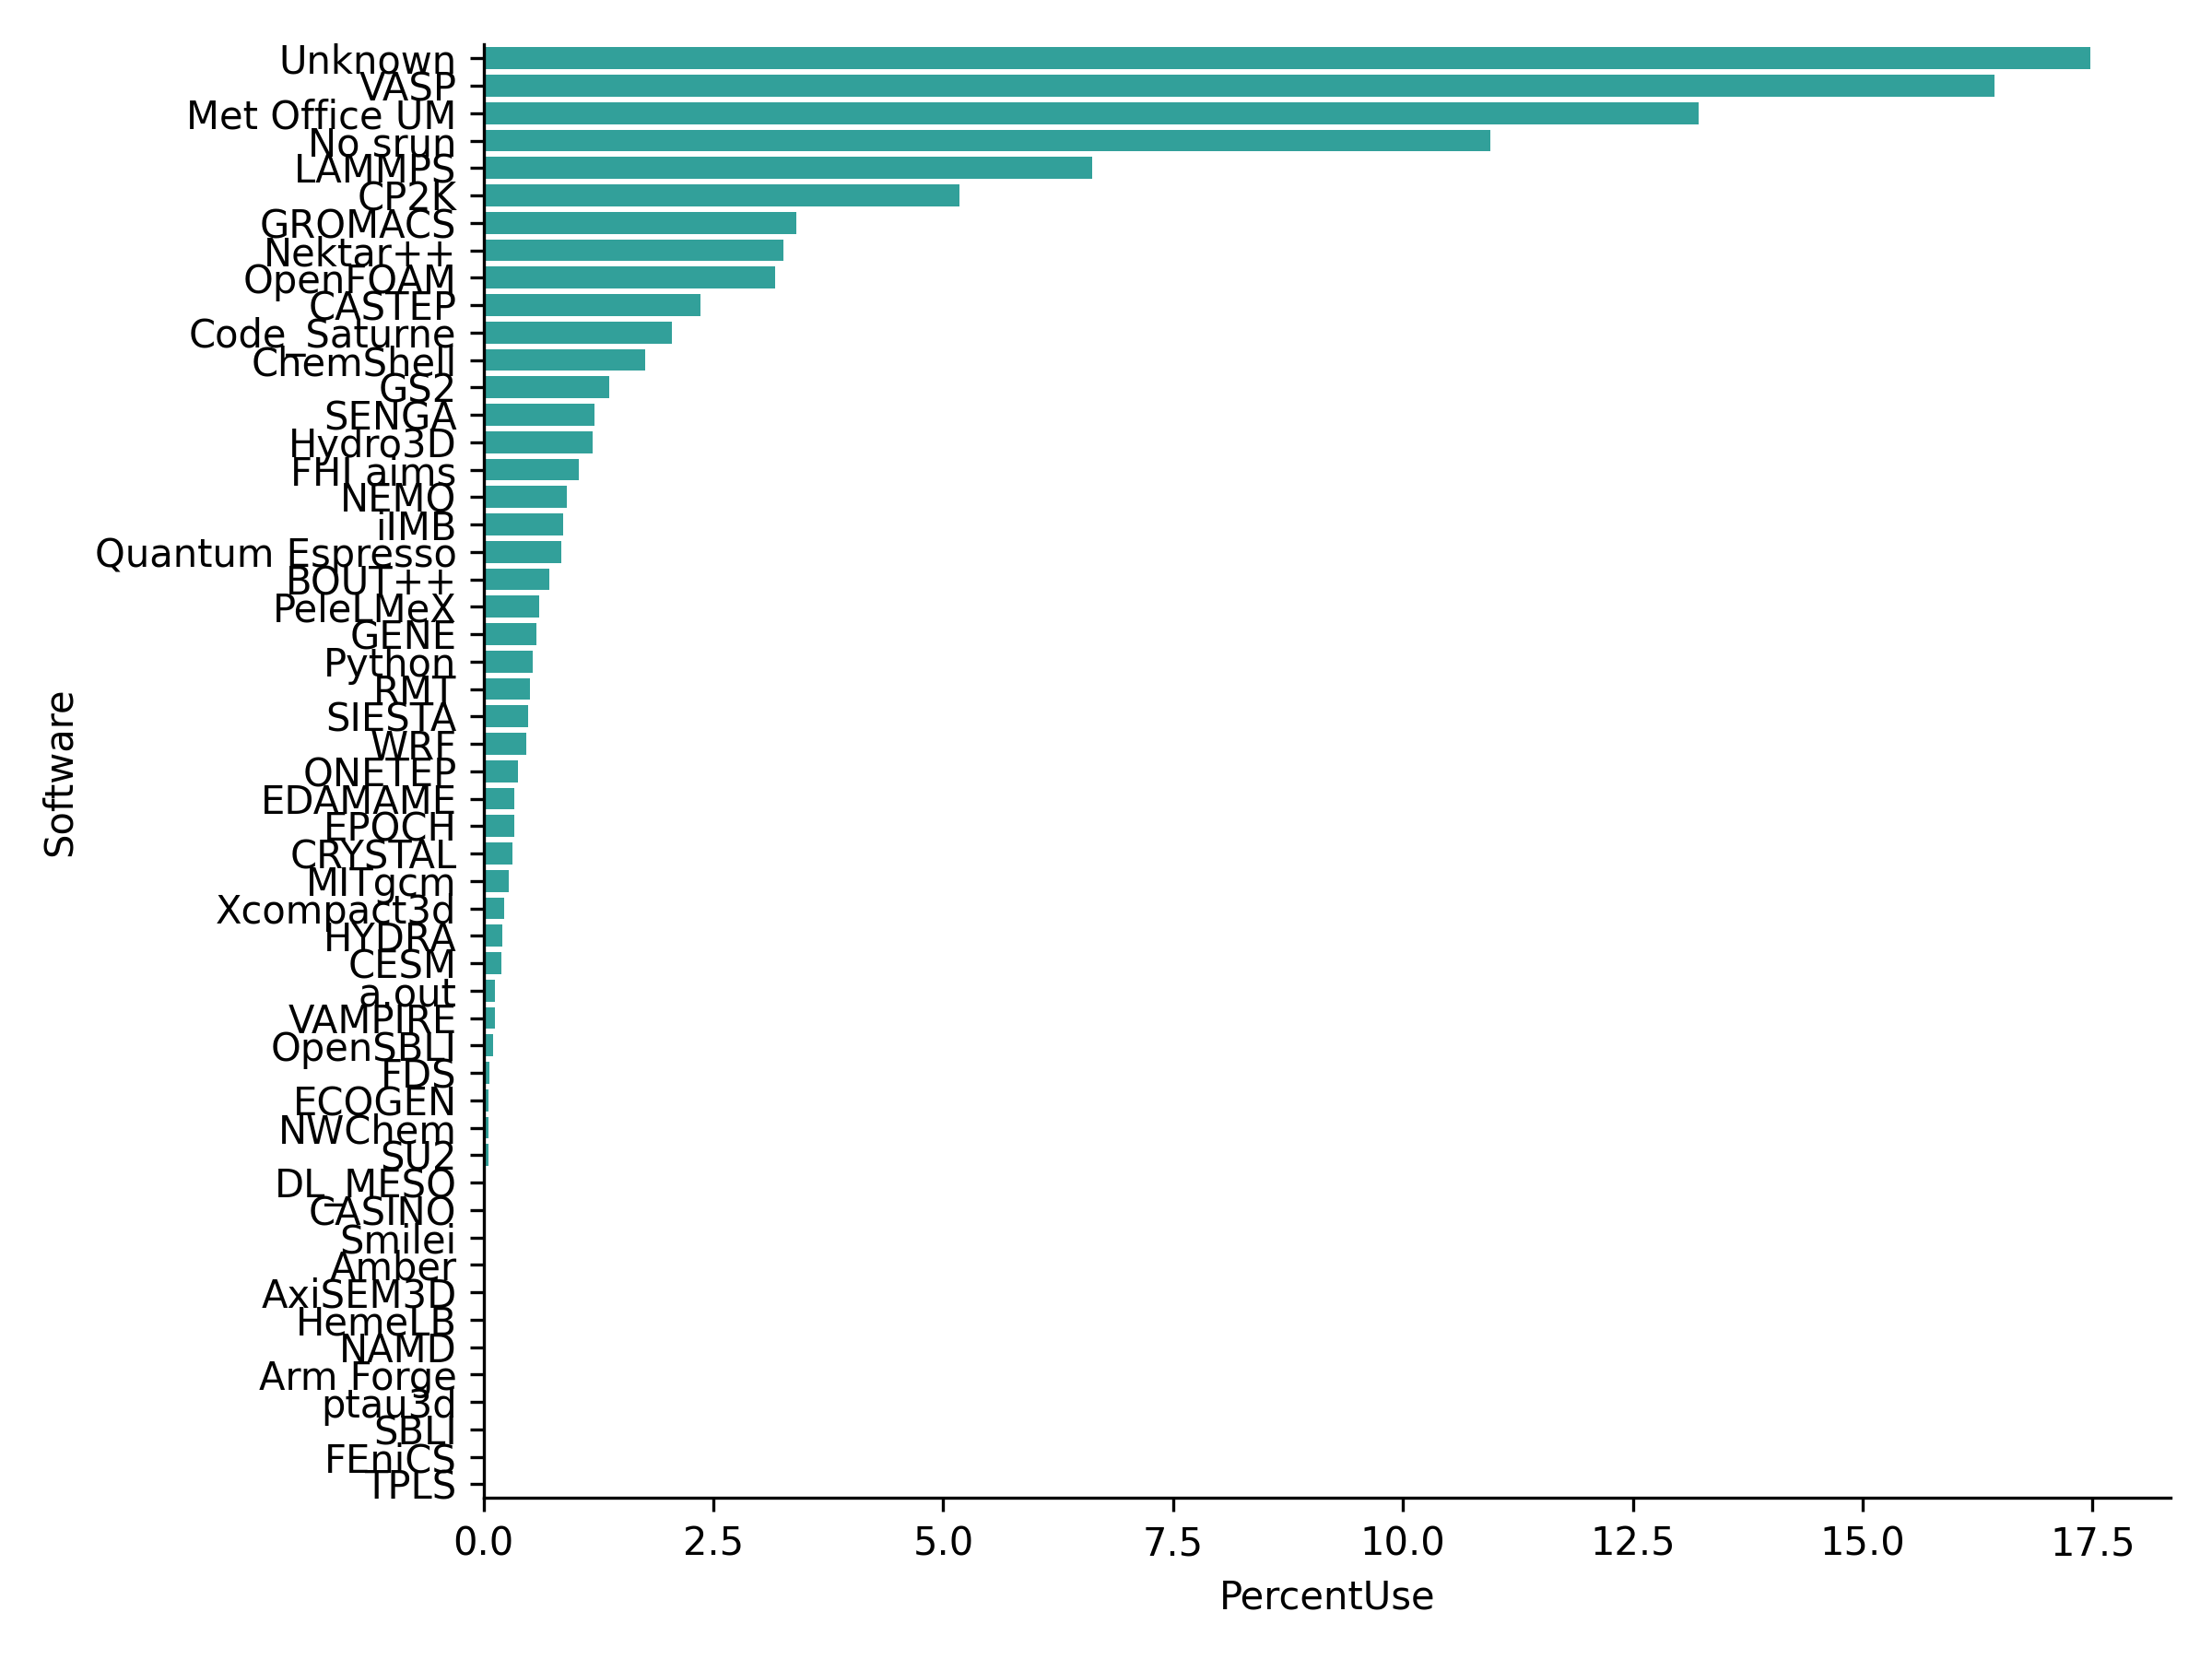 Unknown
VASP
Met Office UM
No srun
LAMMPS
CP2K
GROMACS
Nektar++
OpenFOAM
CASTEP
Code_Saturne
ChemShell
GS2
SENGA
Hydro3D
FHI aims
NEMO
iIMB
Quantum Espresso
BOUT++
PeleLMeX
GENE
Python
RMT
SIESTA
WRF
ONETEP
EDAMAME
EPOCH
CRYSTAL
MITgcm
Xcompact3d
HYDRA
CESM
a.out
VAMPIRE
OpenSBLI
FDS
ECOGEN
NWChem
SU2
DL_MESO
CASINO
Smilei
Amber
AxiSEM3D
HemeLB
NAMD
Arm Forge
ptau3d
SBLI
FEniCS
TPLS
Software
0.0 2.5 5.0 7.5 10.0 12.5 15.0 17.5
PercentUse